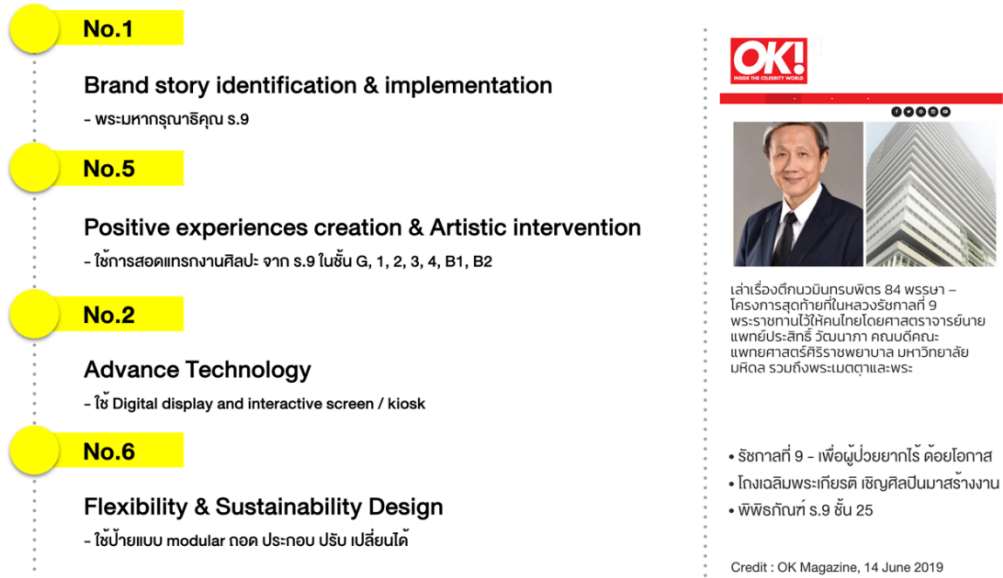 No.1
Brand story identification & implementation
- พระมหากรุณาธิคุณ ร.9
No.5
Positive experiences creation & Artistic intervention
- ใช้การสอดแทรกงานศิลปะ จาก ร.9 ในชั้น G, 1, 2, 3, 4, B1, B2
No.2
Advance Technology
- ใช้ Digital display and interactive screen / kiosk
No.6
Flexibility & Sustainability Design
- ใช้ป้ายแบบ modular ถอด ประกอบ ปรับ เปลี่ยนได้
OK!
INSIDE THE CELEBRITY WORLD
เล่าเรื่องตึกนวมินทรบพิตร 84 พรรษา –
โครงการสุดท้ายที่ในหลวงรัชกาลที่ 9
พระราชทานไว้ให้คนไทยโดยศาสตราจารย์นาย
แพทย์ประสิทธิ์ วัฒนาภา คณบดีคณะ
แพทยศาสตร์ศิริราชพยาบาล มหาวิทยาลัย
มหิดล รวมถึงพระเมตตาและพระ
• รัชกาลที่ 9 - เพื่อผู้ป่วยยากไร้ ด้อยโอกาส
• โถงเฉลิมพระเกียรติ เชิญศิลปินมาสร้างงาน
• พิพิธภัณฑ์ ร.9 ชั้น 25
Credit : OK Magazine, 14 June 2019